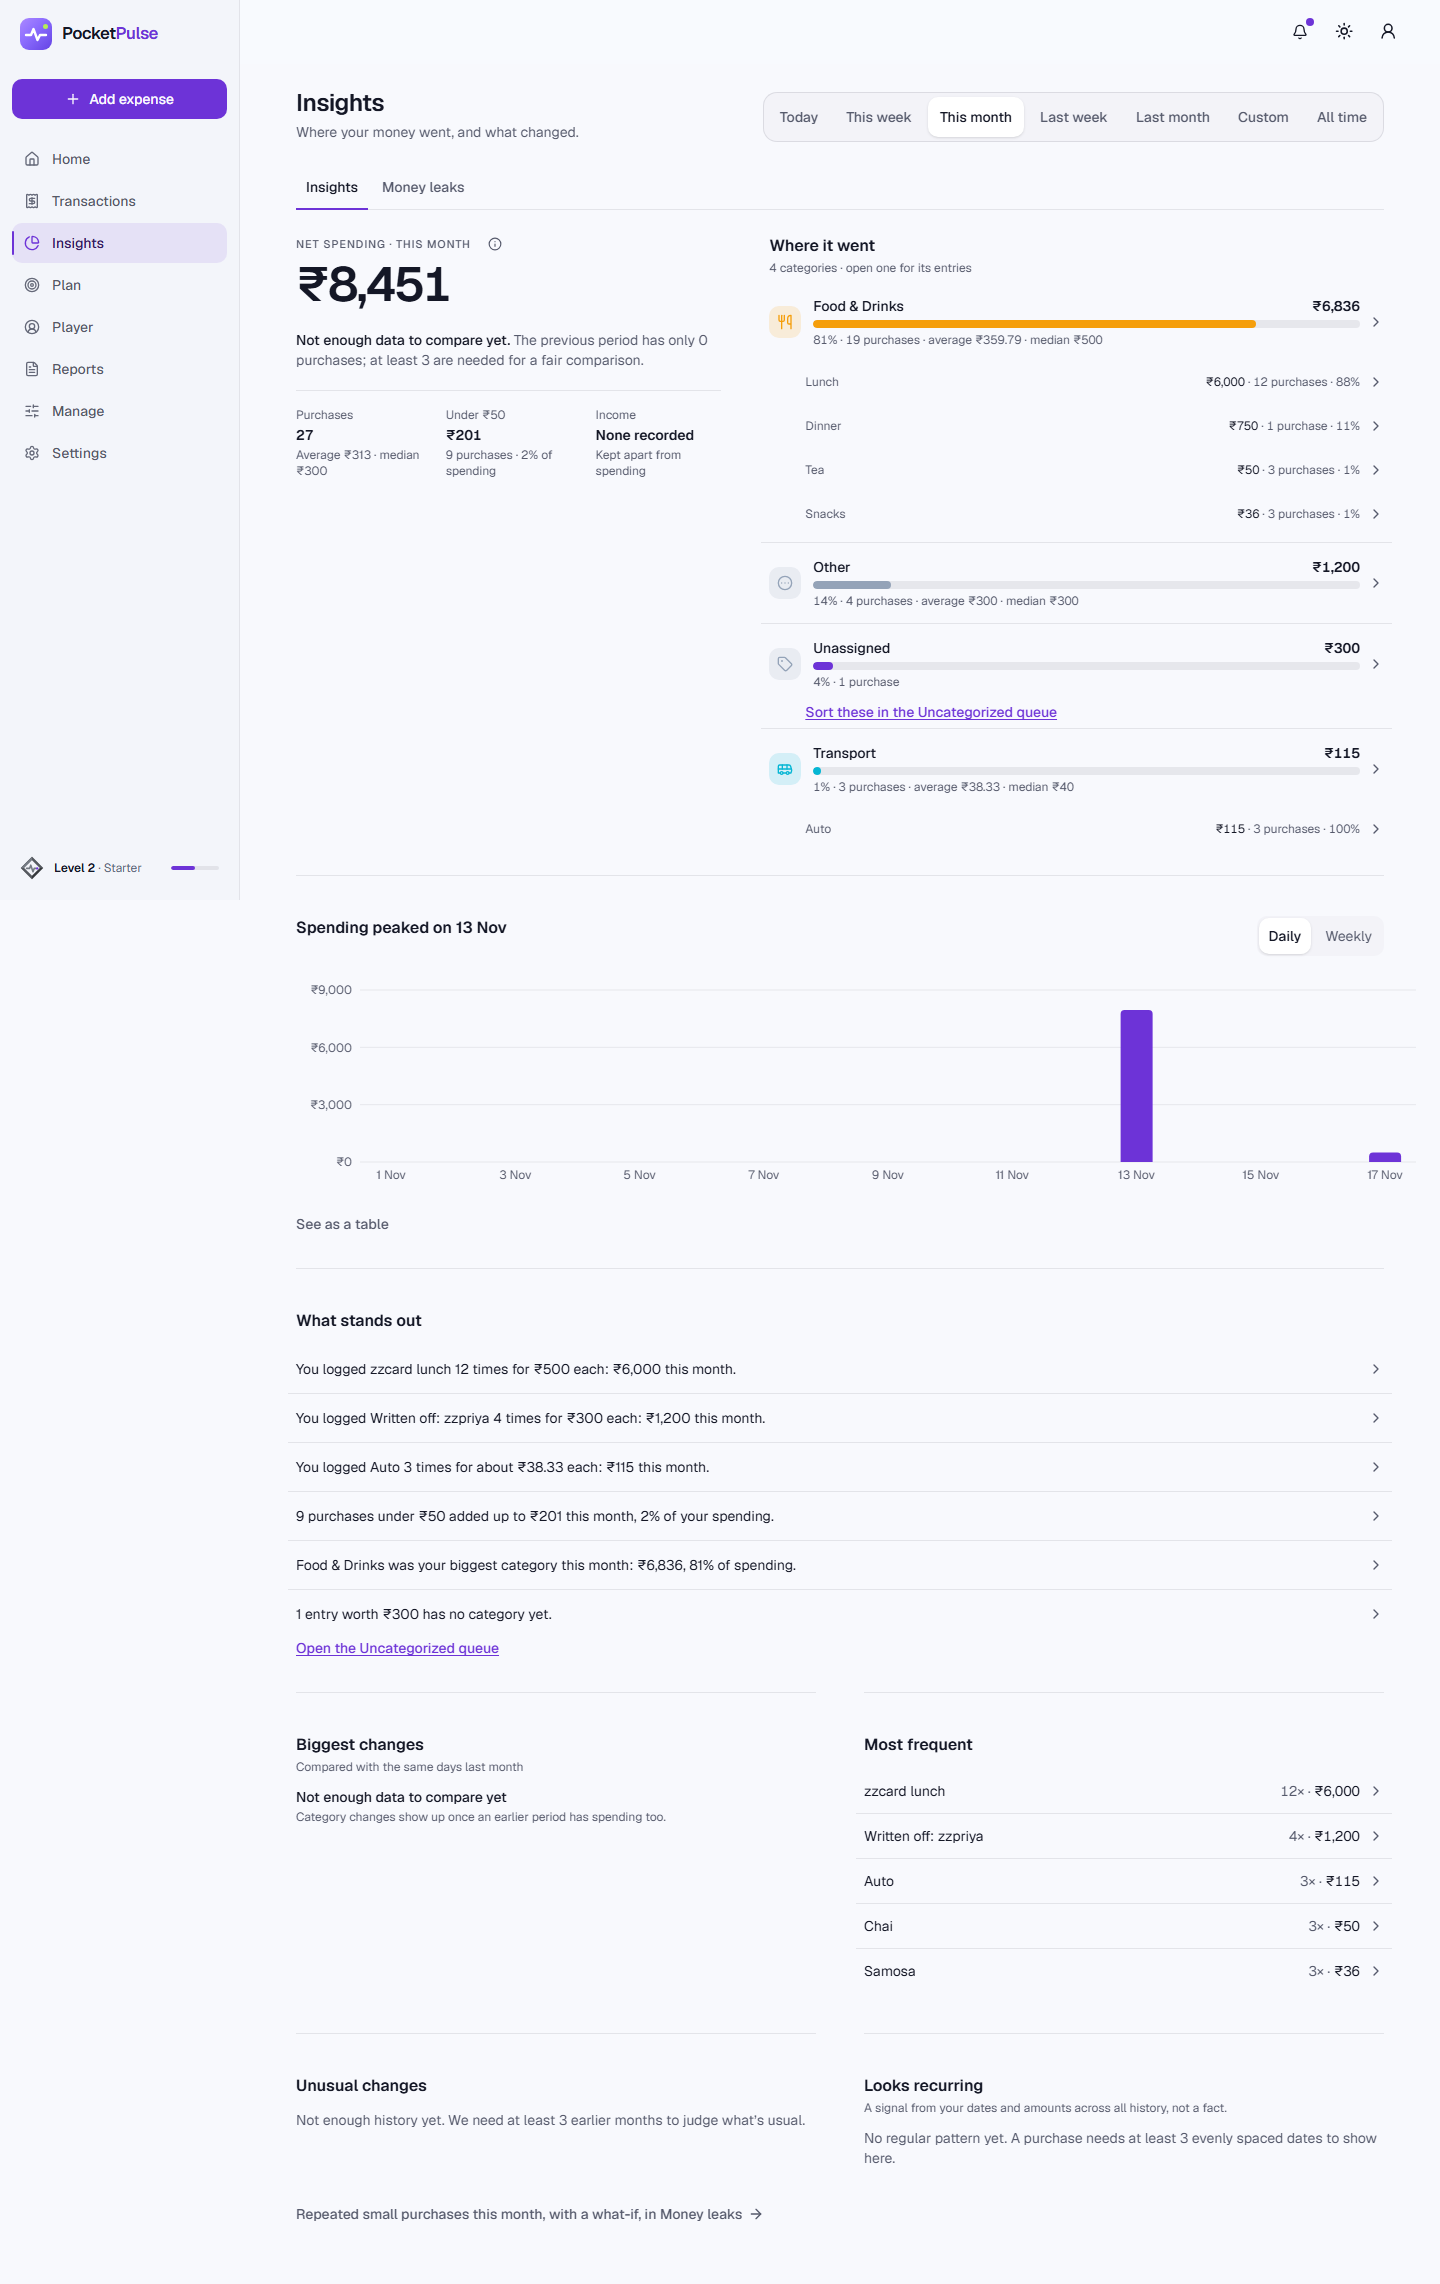 PocketPulse
Add expense
Home
Transactions
Insights
Plan
Player
Reports
Manage
Settings
Level 2 · Starter
Insights
Where your money went, and what changed.
Today
This week
This month
Last week
Last month
Custom
All time
Insights
Money leaks
NET SPENDING · THIS MONTH
₹8,451
Not enough data to compare yet. The previous period has only 0
purchases; at least 3 are needed for a fair comparison.
Purchases
27
Average ₹313 · median
₹300
Under ₹50
₹201
9 purchases · 2% of
spending
Income
None recorded
Kept apart from
spending
Where it went
4 categories · open one for its entries
Food & Drinks ₹6,836
81% · 19 purchases · average ₹359.79 · median ₹500
Lunch ₹6,000 · 12 purchases · 88%
Dinner ₹750 · 1 purchase · 11%
Tea ₹50 · 3 purchases · 1%
Snacks ₹36 · 3 purchases · 1%
Other ₹1,200
14% · 4 purchases · average ₹300 · median ₹300
Unassigned ₹300
4% · 1 purchase
Sort these in the Uncategorized queue
Transport ₹115
1% · 3 purchases · average ₹38.33 · median ₹40
Auto ₹115 · 3 purchases · 100%
Spending peaked on 13 Nov
Daily
Weekly
₹9,000
₹6,000
₹3,000
₹0
1 Nov 3 Nov 5 Nov 7 Nov 9 Nov 11 Nov 13 Nov 15 Nov 17 Nov
See as a table
What stands out
You logged zzcard lunch 12 times for ₹500 each: ₹6,000 this month.
You logged Written off: zzpriya 4 times for ₹300 each: ₹1,200 this month.
You logged Auto 3 times for about ₹38.33 each: ₹115 this month.
9 purchases under ₹50 added up to ₹201 this month, 2% of your spending.
Food & Drinks was your biggest category this month: ₹6,836, 81% of spending.
1 entry worth ₹300 has no category yet.
Open the Uncategorized queue
Biggest changes
Compared with the same days last month
Not enough data to compare yet
Category changes show up once an earlier period has spending too.
Most frequent
zzcard lunch 12× · ₹6,000
Written off: zzpriya 4× · ₹1,200
Auto 3× · ₹115
Chai 3× · ₹50
Samosa 3× · ₹36
Unusual changes
Not enough history yet. We need at least 3 earlier months to judge what's usual.
Looks recurring
A signal from your dates and amounts across all history, not a fact.
No regular pattern yet. A purchase needs at least 3 evenly spaced dates to show
here.
Repeated small purchases this month, with a what-if, in Money leaks